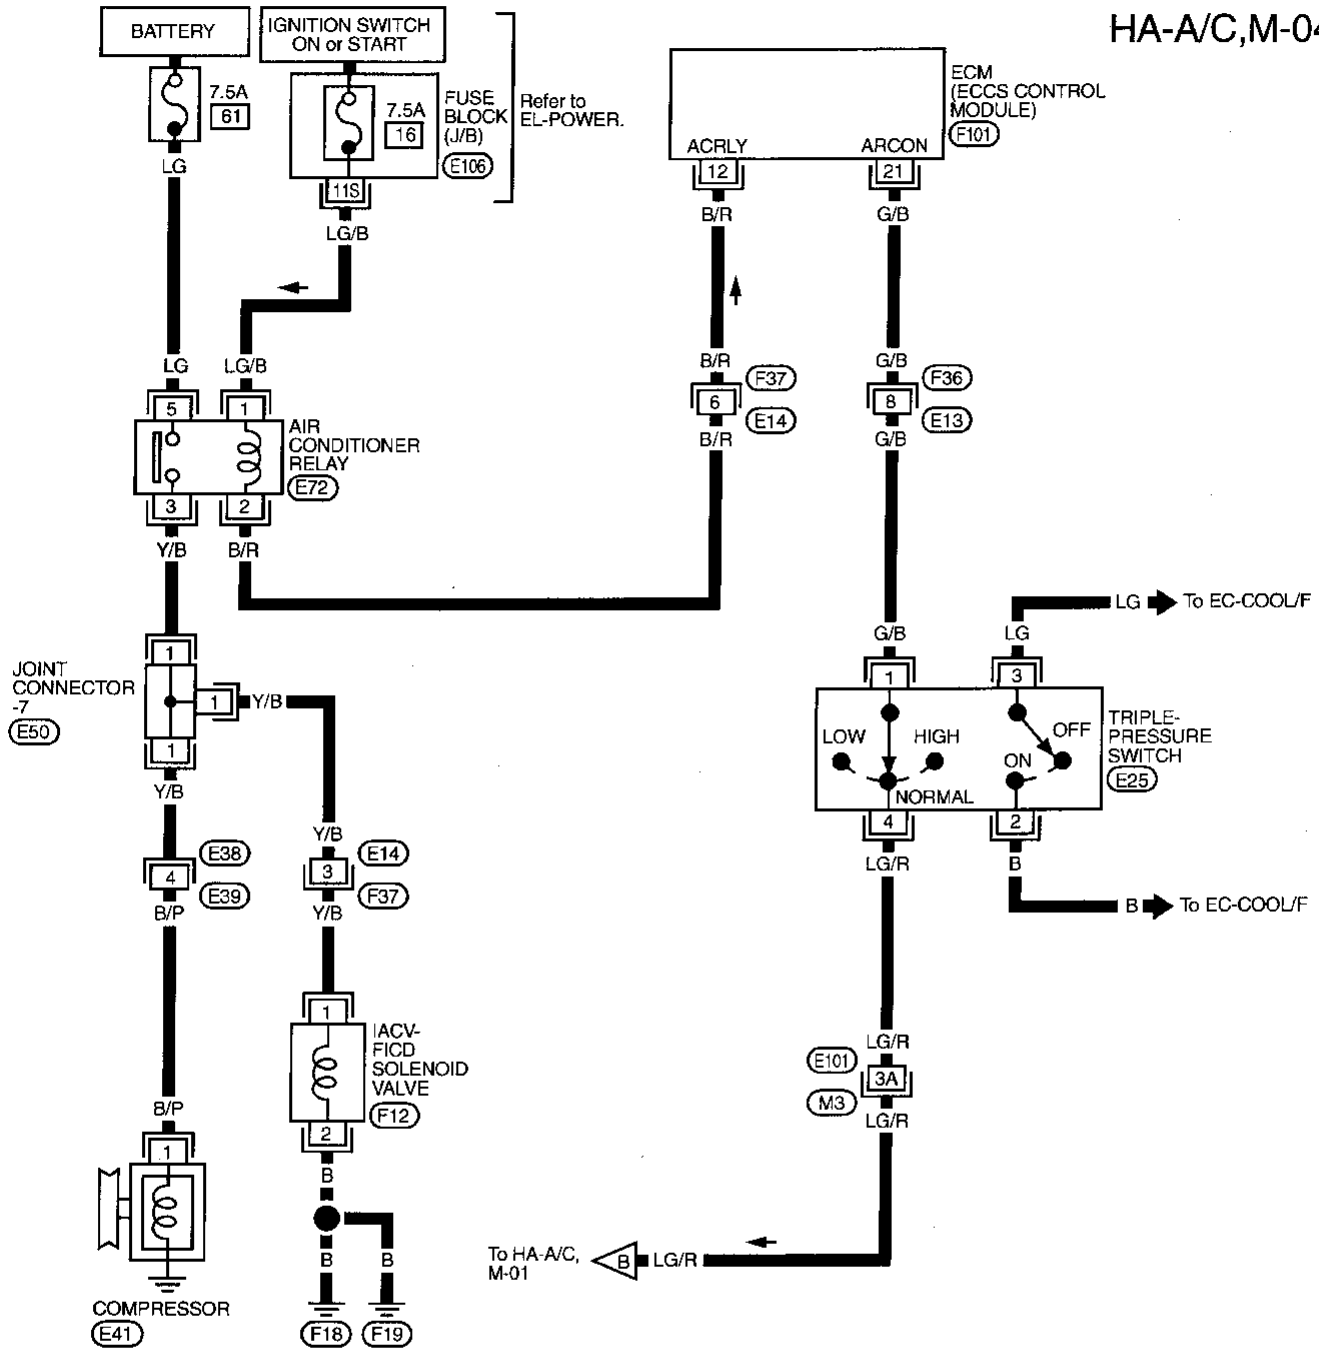 HA-A/C,M-04
BATTERY
IGNITION SWITCH
ON or START
7.5A
61
7.5A
16
FUSE
BLOCK
(J/B)
E106
Refer to
EL-POWER.
11S
LG
LG/B
ECM
(ECCS CONTROL
MODULE)
F101
ACRLY
ARCON
12
21
B/R
G/B
LG
LG/B
5
1
AIR
CONDITIONER
RELAY
E72
3
2
Y/B
B/R
B/R
F37
6
E14
B/R
G/B
F36
8
E13
G/B
G/B
LG
To EC-COOL/F
LG
1
3
LOW
HIGH
NORMAL
OFF
ON
TRIPLE-
PRESSURE
SWITCH
E25
4
2
LG/R
B
B
To EC-COOL/F
JOINT
CONNECTOR
-7
E50
1
1
Y/B
1
Y/B
E38
4
E39
B/P
Y/B
E14
3
F37
Y/B
1
IACV-
FICD
SOLENOID
VALVE
F12
2
B
B
B
F18
F19
B/P
1
COMPRESSOR
E41
LG/R
E101
3A
M3
LG/R
To HA-A/C,
M-01
B
LG/R